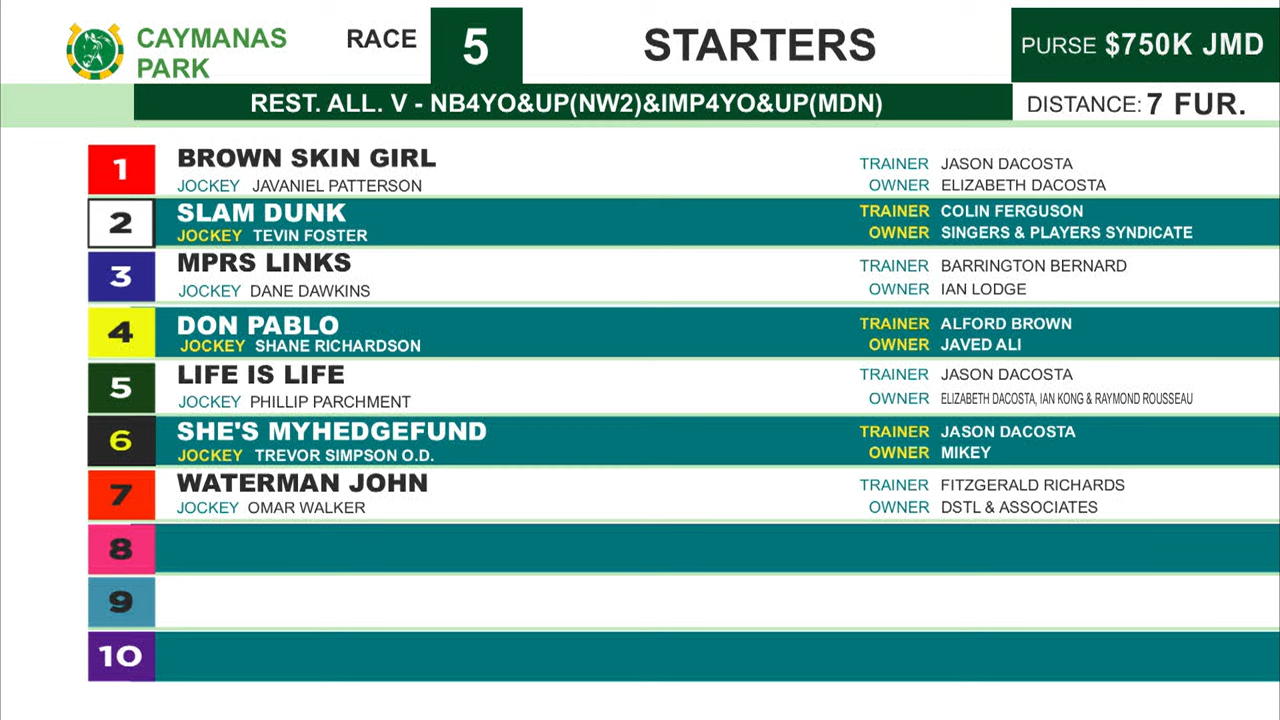 CAYMANAS PARK
RACE 5
STARTERS
PURSE $750K JMD
REST. ALL. V - NB4YO&UP(NW2)&IMP4YO&UP(MDN)
DISTANCE: 7 FUR.
1 BROWN SKIN GIRL
JOCKEY JAVANIEL PATTERSON
TRAINER JASON DACOSTA
OWNER ELIZABETH DACOSTA
2 SLAM DUNK
JOCKEY TEVIN FOSTER
TRAINER COLIN FERGUSON
OWNER SINGERS & PLAYERS SYNDICATE
3 MPRS LINKS
JOCKEY DANE DAWKINS
TRAINER BARRINGTON BERNARD
OWNER IAN LODGE
4 DON PABLO
JOCKEY SHANE RICHARDSON
TRAINER ALFORD BROWN
OWNER JAVED ALI
5 LIFE IS LIFE
JOCKEY PHILLIP PARCHMENT
TRAINER JASON DACOSTA
OWNER ELIZABETH DACOSTA, IAN KONG & RAYMOND ROUSSEAU
6 SHE'S MYHEDGEFUND
JOCKEY TREVOR SIMPSON O.D.
TRAINER JASON DACOSTA
OWNER MIKEY
7 WATERMAN JOHN
JOCKEY OMAR WALKER
TRAINER FITZGERALD RICHARDS
OWNER DSTL & ASSOCIATES
8
9
10